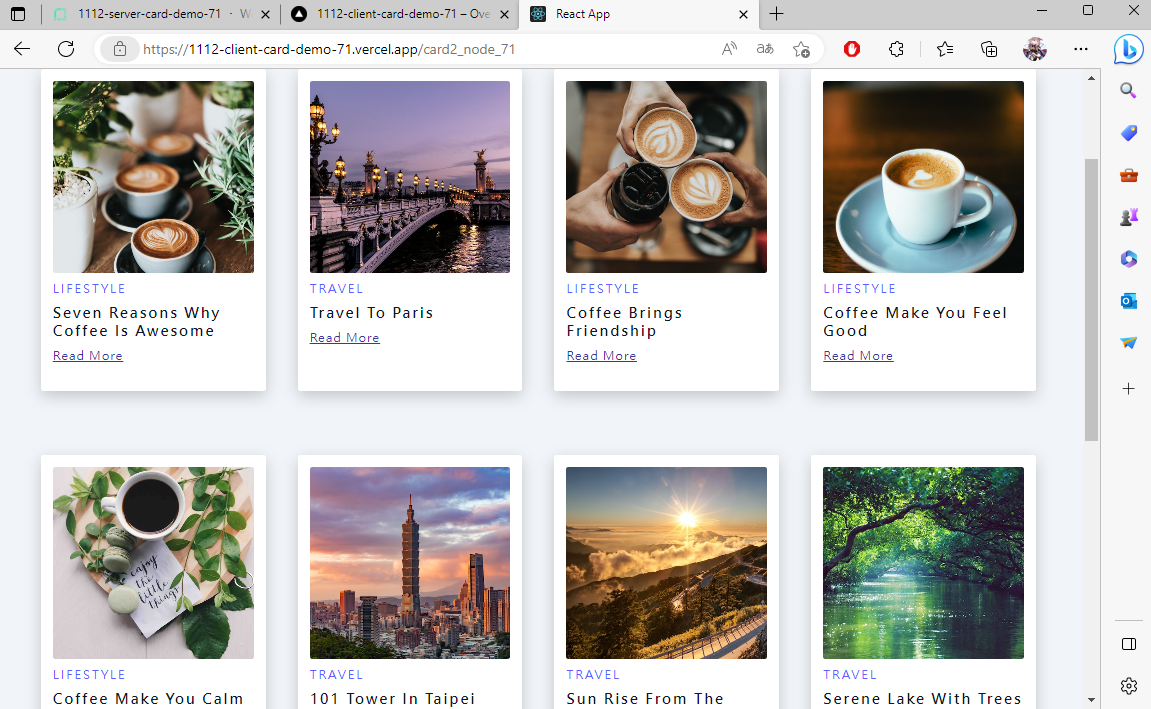 1112-server-card-demo-71 · W
1112-client-card-demo-71 – Ove
React App
https://1112-client-card-demo-71.vercel.app/card2_node_71
LIFESTYLE
Seven Reasons Why
Coffee Is Awesome
Read More
TRAVEL
Travel To Paris
Read More
LIFESTYLE
Coffee Brings
Friendship
Read More
LIFESTYLE
Coffee Make You Feel
Good
Read More
enjoy
the
little
things
LIFESTYLE
Coffee Make You Calm
TRAVEL
101 Tower In Taipei
TRAVEL
Sun Rise From The
TRAVEL
Serene Lake With Trees